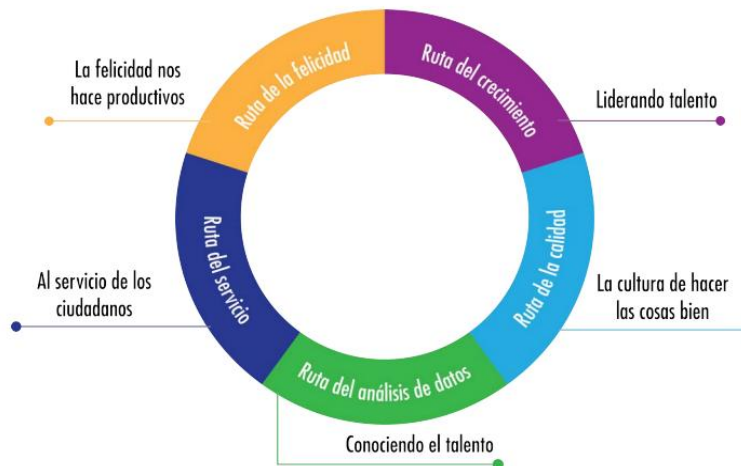 La felicidad nos
hace productivos
Ruta de la felicidad
Ruta del crecimiento
Liderando talento
Ruta de la calidad
La cultura de hacer
las cosas bien
Ruta del análisis de datos
Conociendo el talento
Ruta del servicio
Al servicio de los
ciudadanos